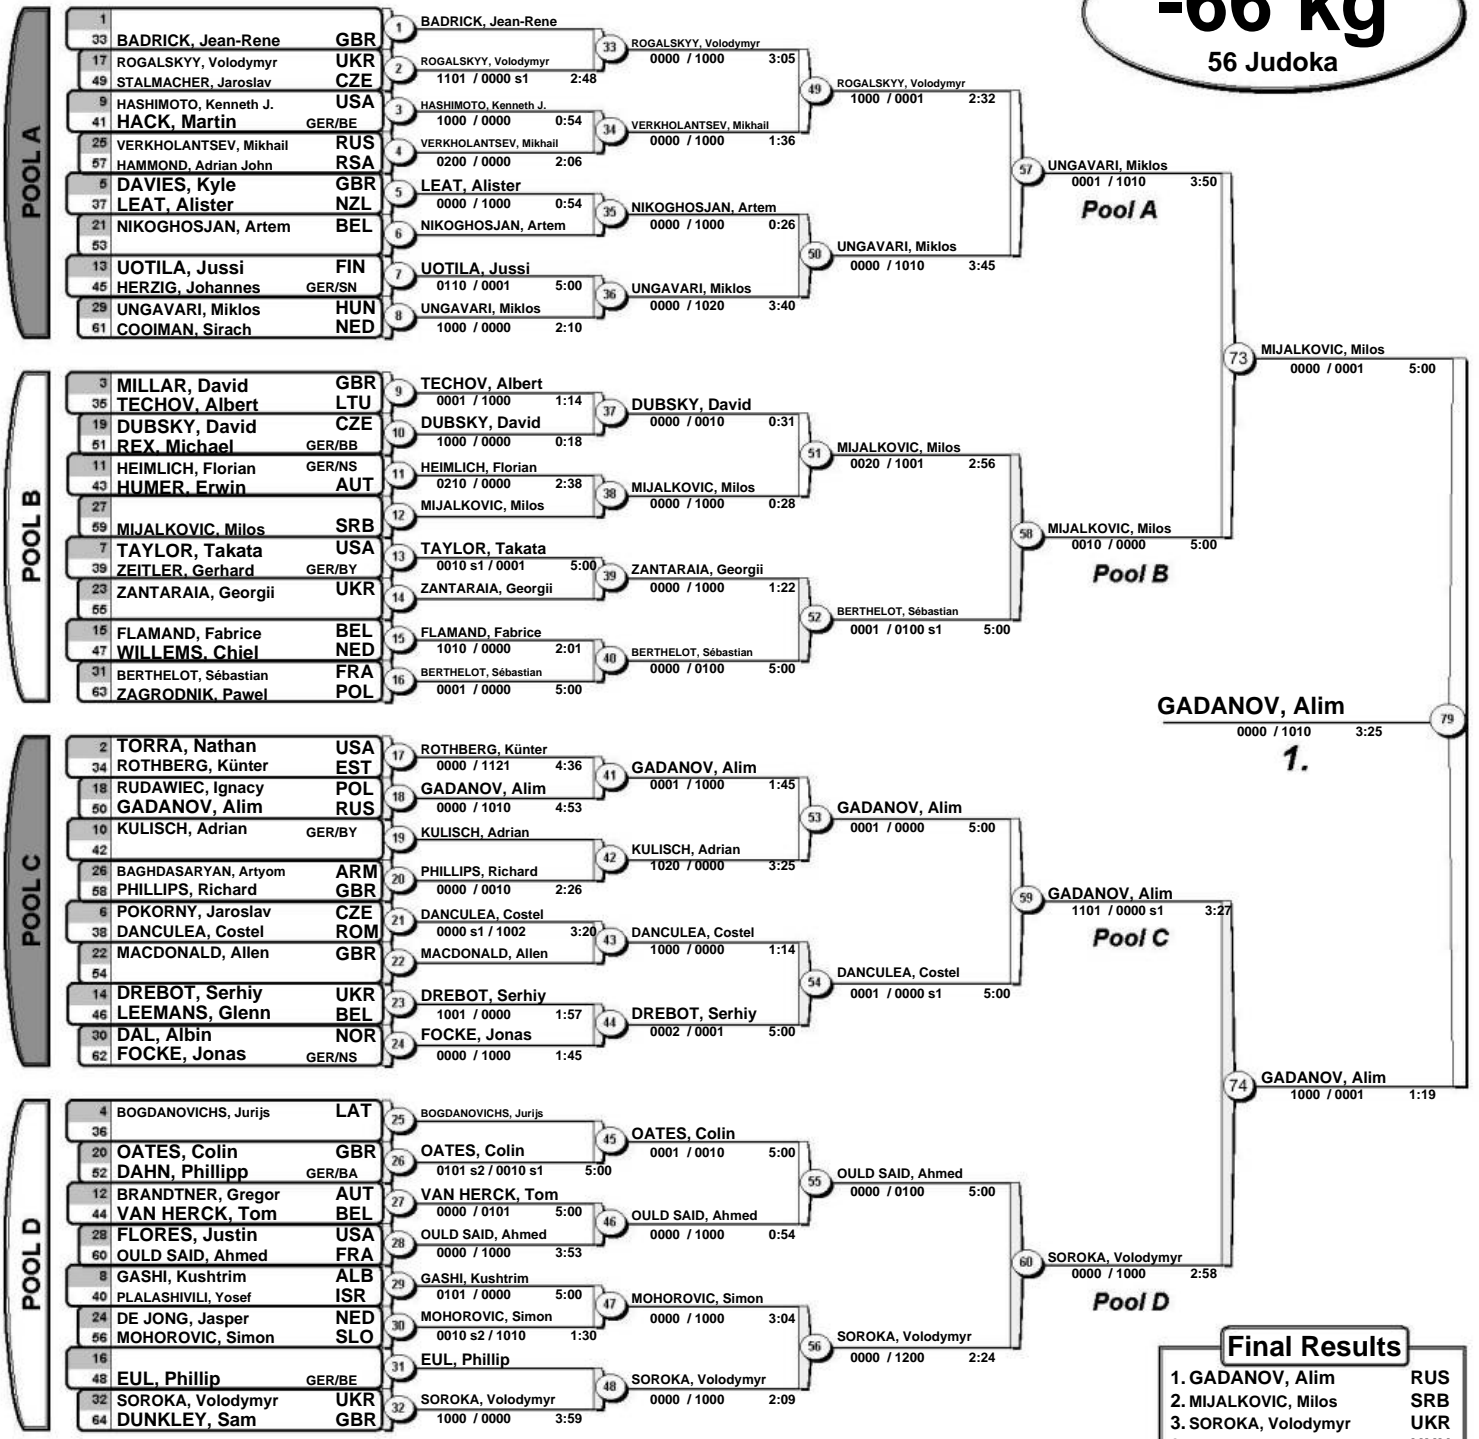 -66 kg
56 Judoka
POOL A
1
33 BADRICK, Jean-Rene GBR
17 ROGALSKYY, Volodymyr UKR
49 STALMACHER, Jaroslav CZE
9 HASHIMOTO, Kenneth J. USA
41 HACK, Martin GER/BE
25 VERKHOLANTSEV, Mikhail RUS
57 HAMMOND, Adrian John RSA
5 DAVIES, Kyle GBR
37 LEAT, Alister NZL
21 NIKOGHOSJAN, Artem BEL
53
13 UOTILA, Jussi FIN
45 HERZIG, Johannes GER/SN
29 UNGAVARI, Miklos HUN
61 COOIMAN, Sirach NED
1 BADRICK, Jean-Rene
2 ROGALSKYY, Volodymyr
1101 / 0000 s1 2:48
3 HASHIMOTO, Kenneth J.
1000 / 0000 0:54
4 VERKHOLANTSEV, Mikhail
0200 / 0000 2:06
5 LEAT, Alister
0000 / 1000 0:54
6 NIKOGHOSJAN, Artem
7 UOTILA, Jussi
0110 / 0001 5:00
8 UNGAVARI, Miklos
1000 / 0000 2:10
33 ROGALSKYY, Volodymyr
0000 / 1000 3:05
34 VERKHOLANTSEV, Mikhail
0000 / 1000 1:36
35 NIKOGHOSJAN, Artem
0000 / 1000 0:26
36 UNGAVARI, Miklos
0000 / 1020 3:40
49 ROGALSKYY, Volodymyr
1000 / 0001 2:32
50 UNGAVARI, Miklos
0000 / 1010 3:45
57 UNGAVARI, Miklos
0001 / 1010 3:50
Pool A
POOL B
3 MILLAR, David GBR
35 TECHOV, Albert LTU
19 DUBSKY, David CZE
51 REX, Michael GER/BB
11 HEIMLICH, Florian GER/NS
43 HUMER, Erwin AUT
27
59 MIJALKOVIC, Milos SRB
7 TAYLOR, Takata USA
39 ZEITLER, Gerhard GER/BY
23 ZANTARAIA, Georgii UKR
55
15 FLAMAND, Fabrice BEL
47 WILLEMS, Chiel NED
31 BERTHELOT, Sébastian FRA
63 ZAGRODNIK, Pawel POL
9 TECHOV, Albert
0001 / 1000 1:14
10 DUBSKY, David
1000 / 0000 0:18
11 HEIMLICH, Florian
0210 / 0000 2:38
12 MIJALKOVIC, Milos
13 TAYLOR, Takata
0010 s1 / 0001 5:00
14 ZANTARAIA, Georgii
15 FLAMAND, Fabrice
1010 / 0000 2:01
16 BERTHELOT, Sébastian
0001 / 0000 5:00
37 DUBSKY, David
0000 / 0010 0:31
38 MIJALKOVIC, Milos
0000 / 1000 0:28
39 ZANTARAIA, Georgii
0000 / 1000 1:22
40 BERTHELOT, Sébastian
0000 / 0100 5:00
51 MIJALKOVIC, Milos
0020 / 1001 2:56
52 BERTHELOT, Sébastian
0001 / 0100 s1 5:00
58 MIJALKOVIC, Milos
0010 / 0000 5:00
Pool B
73 MIJALKOVIC, Milos
0000 / 0001 5:00
GADANOV, Alim 79
0000 / 1010 3:25
1.
POOL C
2 TORRA, Nathan USA
34 ROTHBERG, Künter EST
18 RUDAWIEC, Ignacy POL
50 GADANOV, Alim RUS
10 KULISCH, Adrian GER/BY
42
26 BAGHDASARYAN, Artyom ARM
58 PHILLIPS, Richard GBR
6 POKORNY, Jaroslav CZE
38 DANCULEA, Costel ROM
22 MACDONALD, Allen GBR
54
14 DREBOT, Serhiy UKR
46 LEEMANS, Glenn BEL
30 DAL, Albin NOR
62 FOCKE, Jonas GER/NS
17 ROTHBERG, Künter
0000 / 1121 4:36
18 GADANOV, Alim
0000 / 1010 4:53
19 KULISCH, Adrian
20 PHILLIPS, Richard
0000 / 0010 2:26
21 DANCULEA, Costel
0000 s1 / 1002 3:20
22 MACDONALD, Allen
23 DREBOT, Serhiy
1001 / 0000 1:57
24 FOCKE, Jonas
0000 / 1000 1:45
41 GADANOV, Alim
0001 / 1000 1:45
42 KULISCH, Adrian
1020 / 0000 3:25
43 DANCULEA, Costel
1000 / 0000 1:14
44 DREBOT, Serhiy
0002 / 0001 5:00
53 GADANOV, Alim
0001 / 0000 5:00
54 DANCULEA, Costel
0001 / 0000 s1 5:00
59 GADANOV, Alim
1101 / 0000 s1 3:27
Pool C
74 GADANOV, Alim
1000 / 0001 1:19
POOL D
4 BOGDANOVICHS, Jurijs LAT
36
20 OATES, Colin GBR
52 DAHN, Phillipp GER/BA
12 BRANDTNER, Gregor AUT
44 VAN HERCK, Tom BEL
28 FLORES, Justin USA
60 OULD SAID, Ahmed FRA
8 GASHI, Kushtrim ALB
40 PLALASHIVILI, Yosef ISR
24 DE JONG, Jasper NED
56 MOHOROVIC, Simon SLO
16
48 EUL, Phillip GER/BE
32 SOROKA, Volodymyr UKR
64 DUNKLEY, Sam GBR
25 BOGDANOVICHS, Jurijs
26 OATES, Colin
0101 s2 / 0010 s1 5:00
27 VAN HERCK, Tom
0000 / 0101 5:00
28 OULD SAID, Ahmed
0000 / 1000 3:53
29 GASHI, Kushtrim
0101 / 0000 5:00
30 MOHOROVIC, Simon
0010 s2 / 1010 1:30
31 EUL, Phillip
32 SOROKA, Volodymyr
1000 / 0000 3:59
45 OATES, Colin
0001 / 0010 5:00
46 OULD SAID, Ahmed
0000 / 1000 0:54
47 MOHOROVIC, Simon
0000 / 1000 3:04
48 SOROKA, Volodymyr
0000 / 1000 2:09
55 OULD SAID, Ahmed
0000 / 0100 5:00
56 SOROKA, Volodymyr
0000 / 1200 2:24
60 SOROKA, Volodymyr
0000 / 1000 2:58
Pool D
Final Results
1. GADANOV, Alim RUS
2. MIJALKOVIC, Milos SRB
3. SOROKA, Volodymyr UKR